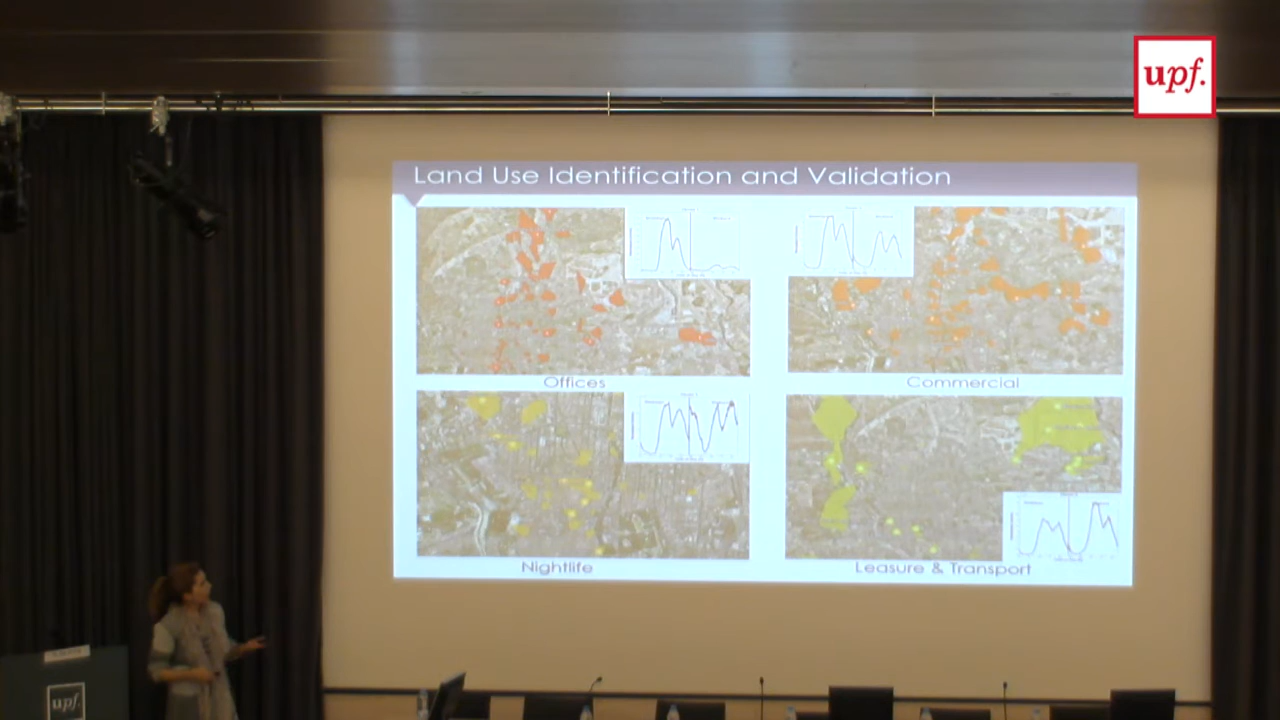 upf.
Land Use Identification and Validation
Offices
Commercial
Nightlife
Leasure & Transport
upf.